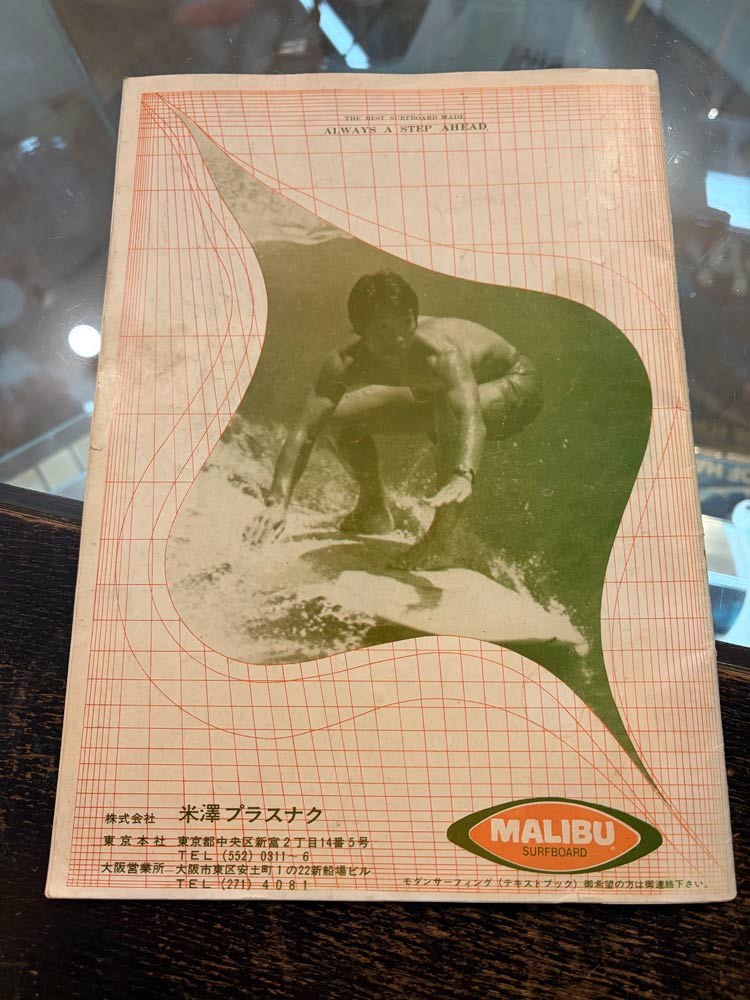 THE BEST SURFBOARD MADE
ALWAYS A STEP AHEAD.
株式会社 米澤プラスナク
東京本社 東京都中央区新富2丁目14番5号
TEL (552) 0311~6
大阪営業所 大阪市東区安土町1の22新船場ビル
TEL (271) 4081
MALIBU
SURFBOARD
モダンサーフィング(テキストブック)御希望の方は御連絡下さい。